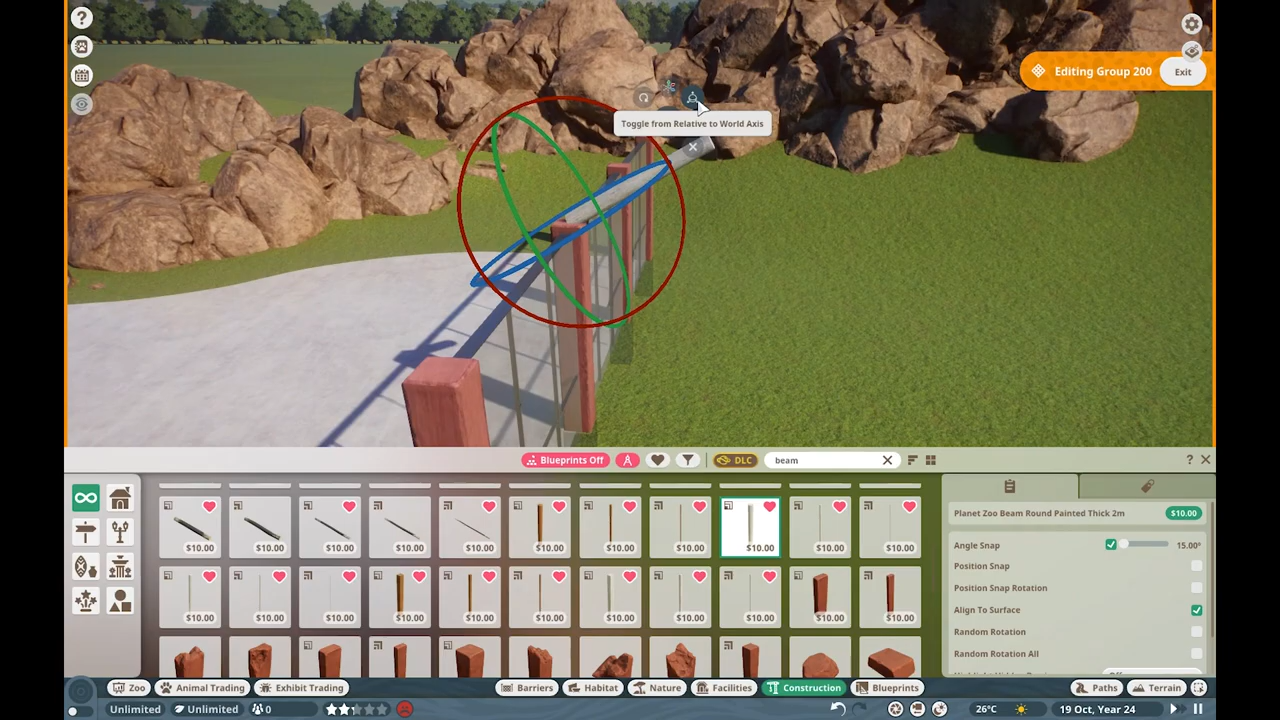 ?
Editing Group 200
Exit
Toggle from Relative to World Axis
Blueprints Off
DLC
beam
?
$10.00 $10.00 $10.00 $10.00 $10.00 $10.00 $10.00 $10.00 $10.00 $10.00 $10.00
$10.00 $10.00 $10.00 $10.00 $10.00 $10.00 $10.00 $10.00 $10.00 $10.00 $10.00
Planet Zoo Beam Round Painted Thick 2m $10.00
Angle Snap 15.00°
Position Snap
Position Snap Rotation
Align To Surface
Random Rotation
Random Rotation All
Zoo Animal Trading Exhibit Trading Barriers Habitat Nature Facilities Construction Blueprints Paths Terrain
Unlimited Unlimited 0 26°C 19 Oct, Year 24